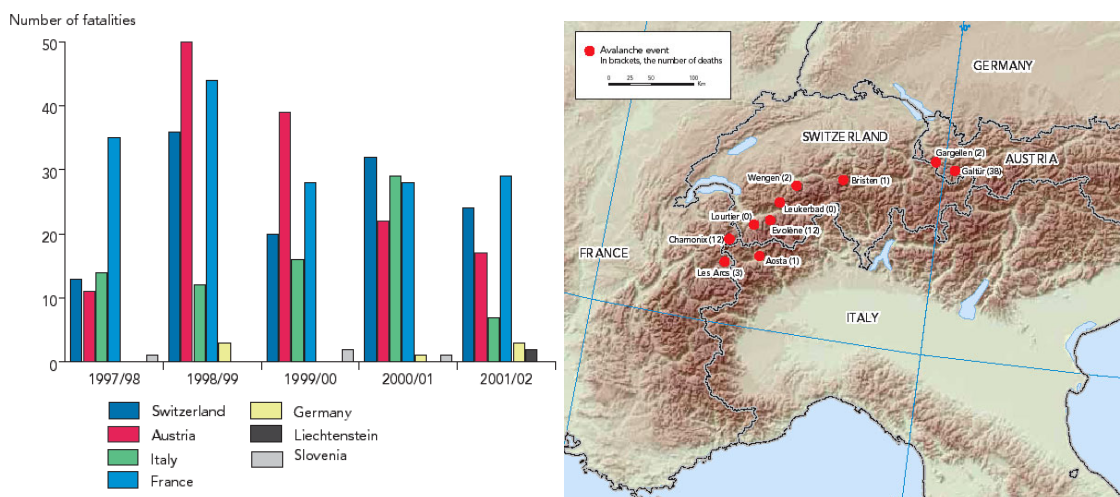 Number of fatalities
50
40
30
20
10
0
1997/98
1998/99
1999/00
2000/01
2001/02
Switzerland
Austria
Italy
France
Germany
Liechtenstein
Slovenia
Avalanche event
In brackets, the number of deaths
0 25 50 100
Km
10°
GERMANY
SWITZERLAND
AUSTRIA
Gargellen (2)
Galtür (38)
Wengen (2)
Bristen (1)
Leukerbad (0)
Lourtier (0)
Evolène (12)
Chamonix (12)
FRANCE
Aosta (1)
Les Arcs (3)
ITALY